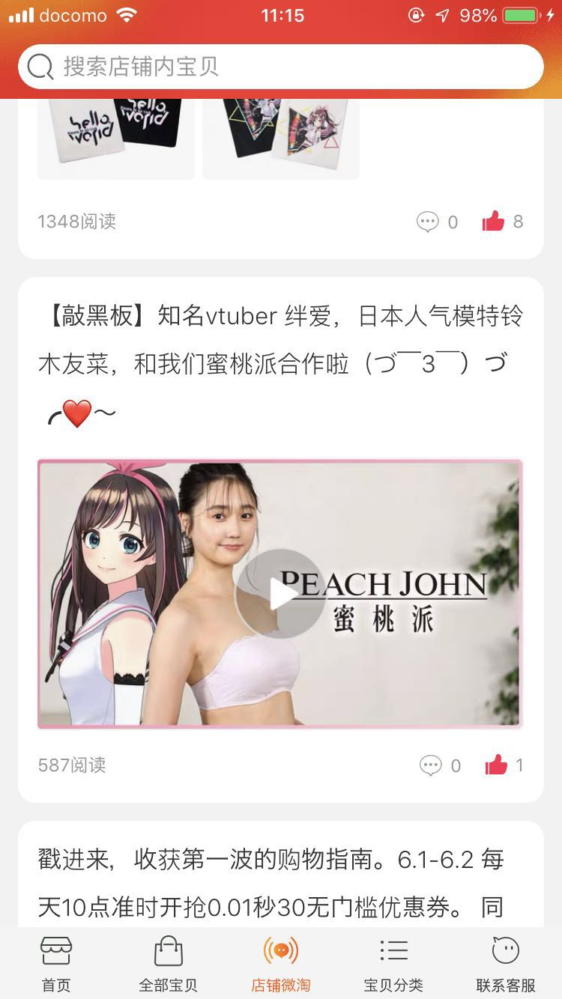 docomo 11:15 98%
搜索店铺内宝贝
hello, world
hello, world
1348阅读 0 8
【敲黑板】知名vtuber 绊爱，日本人气模特铃
木友菜，和我们蜜桃派合作啦（づ￣3￣）づ
╭❤️～
PEACH JOHN
蜜桃派
587阅读 0 1
戳进来，收获第一波的购物指南。6.1-6.2 每
天10点准时开抢0.01秒30无门槛优惠券。 同
首页 全部宝贝 店铺微淘 宝贝分类 联系客服